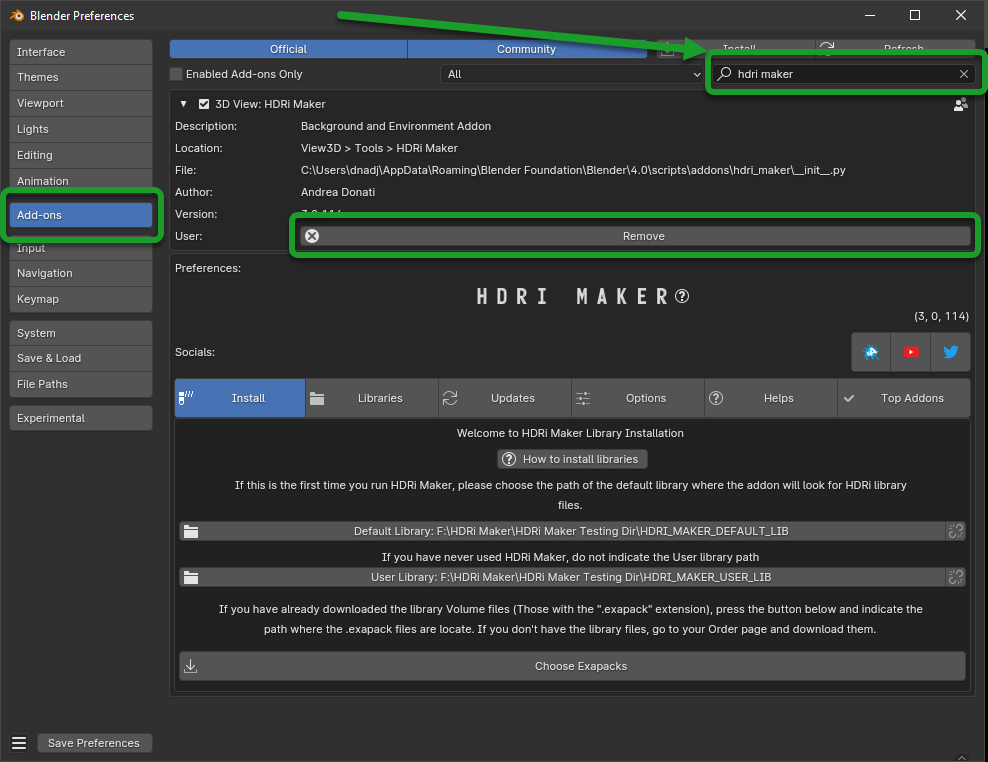 Blender Preferences
Interface
Themes
Viewport
Lights
Editing
Animation
Add-ons
Input
Navigation
Keymap
System
Save & Load
File Paths
Experimental
Save Preferences
Official
Community
Install
Refresh
Enabled Add-ons Only
All
hdri maker
3D View: HDRi Maker
Description: Background and Environment Addon
Location: View3D > Tools > HDRi Maker
File: C:\Users\dnadj\AppData\Roaming\Blender Foundation\Blender\4.0\scripts\addons\hdri_maker\__init__.py
Author: Andrea Donati
Version: 3.0.114
User: Remove
Preferences:
HDRI MAKER
(3, 0, 114)
Socials:
Install
Libraries
Updates
Options
Helps
Top Addons
Welcome to HDRi Maker Library Installation
How to install libraries
If this is the first time you run HDRi Maker, please choose the path of the default library where the addon will look for HDRi library
files.
Default Library: F:\HDRi Maker\HDRi Maker Testing Dir\HDRI_MAKER_DEFAULT_LIB
If you have never used HDRi Maker, do not indicate the User library path
User Library: F:\HDRi Maker\HDRi Maker Testing Dir\HDRI_MAKER_USER_LIB
If you have already downloaded the library Volume files (Those with the ".exapack" extension), press the button below and indicate the
path where the .exapack files are locate. If you don't have the library files, go to your Order page and download them.
Choose Exapacks